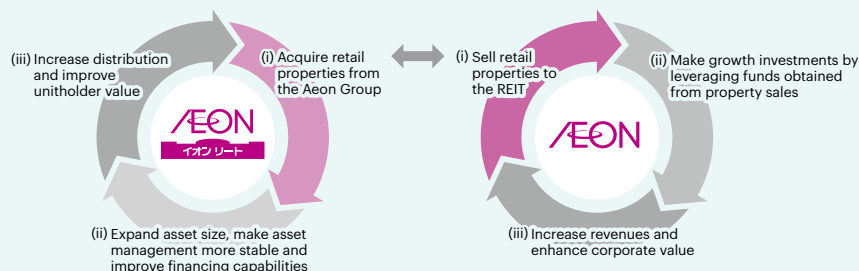 (iii) Increase distribution
and improve
unitholder value
(i) Acquire retail
properties from
the Aeon Group
ÆON
イオン リート
(ii) Expand asset size, make asset
management more stable and
improve financing capabilities
(i) Sell retail
properties to
the REIT
(ii) Make growth investments by
leveraging funds obtained
from property sales
ÆON
(iii) Increase revenues and
enhance corporate value